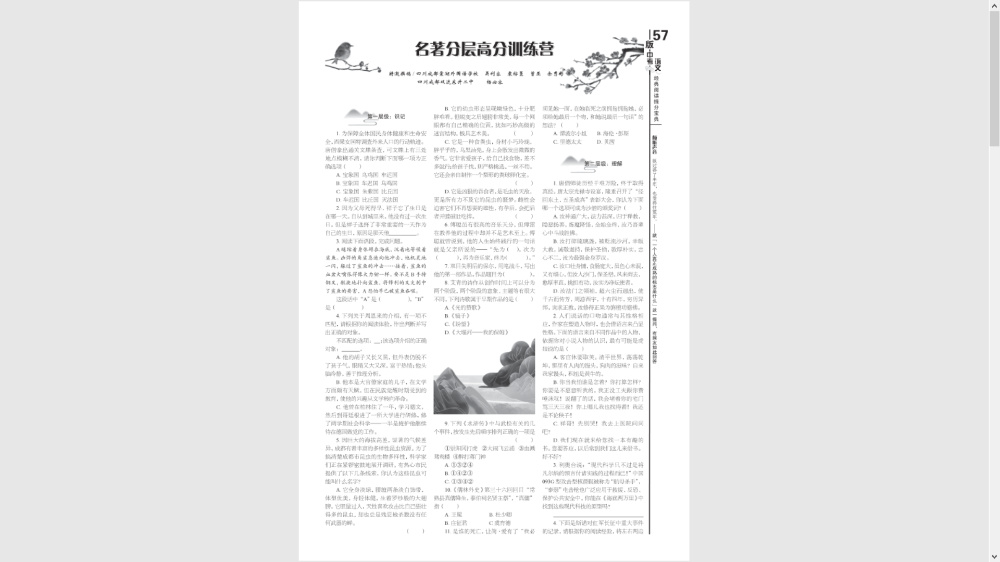 名著分层高分训练营
特邀撰稿/四川成都棠湖外国语学校 吴利容 袁榕蔓 曾亚 余秀彬
四川成都双流东升二中 杨必容
57
版·中考
语文
经典阅读提分宝典
第一层级：识记
1. 为保障全体国民身体健康和生命安
全，西梁女国特调查外来人口的行动轨迹。
唐僧拿出通关文牒备查，可文牒上有三处
地点模糊不清，请你判断下面哪一项为正
确选项（ ）
A. 宝象国 乌鸡国 车迟国
B. 宝象国 车迟国 乌鸡国
C. 宝象国 朱紫国 比丘国
D. 车迟国 比丘国 灭法国
2. 因为父母死得早，祥子忘了生日是
在哪一天。自从到城里来，他没有过一次生
日。但是祥子选择了非常重要的一天作为
自己的生日，原因是那天他________。
3. 阅读下面语段，完成问题。
A 蜷缩着身体蹲在海底，沉着地等候着
鲨鱼。凶悍的角鲨急速向他冲去，他机灵地
一闪，躲过了鲨鱼的冲击……接着，鲨鱼的
血盆大嘴张得像大力钳一样。要不是 B 手持
钢叉，敏捷地扑向鲨鱼，将锋利的叉尖刺中
了鲨鱼的要害，A 恐怕早已被鲨鱼吞噬。
这段话中“A”是（ ），“B”
是（ ）
4. 下列关于周恩来的介绍，有一项不
匹配，请根据你的阅读体验，作出判断并写
出正确的对象。
不匹配的选项：__；该选项介绍的正确
对象：______。
A. 他的胡子又长又黑，但外表仍脱不
了孩子气，眼睛又大又深，富于热情；他头
脑冷静，善于推理分析。
B. 他本是大官僚家庭的儿子，在文学
方面颇有天赋，但在民族觉醒时期受到的
教育，使他的兴趣从文学转向革命。
C. 他曾在柏林住了一年，学习德文，
然后到哥廷根进了一所大学进行研修，修
了两学期社会科学——一半是掩护他继续
待在德国做党的工作。
5. 因巨大的海拔高差，显著的气候差
异，成都有着丰富的多样性昆虫资源。为了
搞清楚成都市昆虫的生物多样性，科学家
们正在紧锣密鼓地展开调研。有热心市民
提供了以下几条线索，你认为这些昆虫可
能叫什么名字？
A. 它全身淡绿，腰缠两条淡白饰带，
体型优美，身轻体健，生着罗纱般的大翅
膀，它胆量过人，天性喜欢攻击比自己强壮
得多的昆虫，却也总是残忍地杀戮没有任
何武器的蝉。
（ ）
B. 它的幼虫形态呈现嫩绿色，十分肥
胖难看。但蜕变之后翅膀非常美，每一个网
眼都有自己精确的位置，犹如巧妙高级的
迷宫结构，极具艺术美。 （ ）
C. 它是一种食粪虫，身材小巧玲珑，
胖乎乎的，乌黑油亮，身上会散发出微微的
香气。它非常爱孩子，给自己找食物，差不
多就行；给孩子找，则严格挑选，一丝不苟。
它还会亲自制作一个梨形的粪球孵化室。
（ ）
D. 它是凶狠的吞食者，是毛虫的天敌，
更是所有力不及它的昆虫的噩梦。雌性会
迫害它们不再想要的雄性，有孕后，会把后
者开膛破肚吃掉。 （ ）
6. 傅聪虽有很高的音乐天分，但傅雷
在教养他的过程中却并不是艺术至上。傅
聪就曾说到，他的人生始终践行的一句话
就是父亲所说的——“先为（ ），次为
（ ），再为音乐家，终为（ ）。”
7. 双目失明后的保尔，用笔战斗，写出
他的第一部作品。作品题目为（ ）。
8. 艾青的诗作从创作时间上可以分为
两个阶段，两个阶段的意象、主题等有很大
不同，下列诗歌属于早期作品的是（ ）
A.《光的赞歌》
B.《镜子》
C.《盼望》
D.《大堰河——我的保姆》
9. 下列《水浒传》中与武松有关的几
个事件，按发生先后顺序排列正确的一项是
（ ）
①景阳冈打虎 ②大闹飞云浦 ③血溅
鸳鸯楼 ④醉打蒋门神
A. ①③②④
B. ①④②③
C. ①③④②
10.《儒林外史》第三十六回回目“常
熟县真儒降生，泰伯祠名贤主祭”，“真儒”
指（ ）
A. 王冕 B. 杜少卿
B. 庄征君 C 虞育德
11. 是谁的死亡，让简·爱有了“我必
须见她一面，在她临死之前拥抱拥抱她，必
须给她最后一个吻，和她说最后一句话”的
想法？（ ）
A. 谭波尔小姐 B. 海伦·彭斯
C. 里德太太 D. 贝茜
第二层级：理解
1. 唐僧师徒历经千难万险，终于取得
真经。唐太宗光禄寺设宴，隆重召开了“径
回东土，五圣成真”表彰大会，你认为下面
哪一个选项可成为沙僧的颁奖词？（ ）
A. 汝神通广大，法力甚深。归于释教，
隐恶扬善，炼魔降怪，全始全终，汝乃吾辈
心中斗战胜佛。
B. 汝打碎琉璃盏，被贬流沙河，幸皈
大教，诚敬迦持，保护圣僧，敦厚朴实，忠
心不二，汝为最强金身罗汉。
C. 汝口壮身慵，食肠宽大，虽色心未泯，
又有顽心，但汝入沙门，保圣僧，风来雨去，
憨厚率直，挑担有功，汝实为净坛使者。
D. 汝法门之领袖，超六尘而迥出，使
千古而传芳，周游西宇，十有四年，穷历异
邦，询求正教，汝修得正果为旃檀功德佛。
2. 人们说话的口吻通常与其性格相
应，作家在塑造人物时，也会借语言来凸显
性格。下面的语言来自不同作品中的人物，
依据你对小说人物的认识，最有可能是虎
妞说的是（ ）
A. 客官休要取笑。清平世界，荡荡乾
坤，那里有人肉的馒头，狗肉的滋味？自来
我家馒头，积祖是黄牛的。
B. 你当我怕谁是怎着？你打算怎样？
你要是不愿意听我的，我正没工夫跟你费
唾沫玩！说翻了的话，我会堵着你的宅门
骂三天三夜！你上哪儿我也找得着！我还
是不论秧子！
C. 祥哥！先别哭！我去上医院问问
吧？
D. 我们现在就来给您找一本有趣的
书。您要答应，以后常到我们这儿来借书。
好不好？
3. 利奥台说：“现代科学只不过是将
凡尔纳的预言付诸实践的过程而已！”中国
093G 型攻击型核潜艇被称为“航母杀手”，
“泰瑟”电击枪也广泛应用于救援、反恐、
保护公共安全中，你能在《海底两万里》中
找到这些现代科技的原型吗？
4. 下面是斯诺对红军长征中重大事件
的记录，请根据你的阅读经验，将左右两边
倾听声音 既过得了丰年，也受得住荒年。——就「一个人真正成熟的标志是什么」这一提问，有网友如此回答